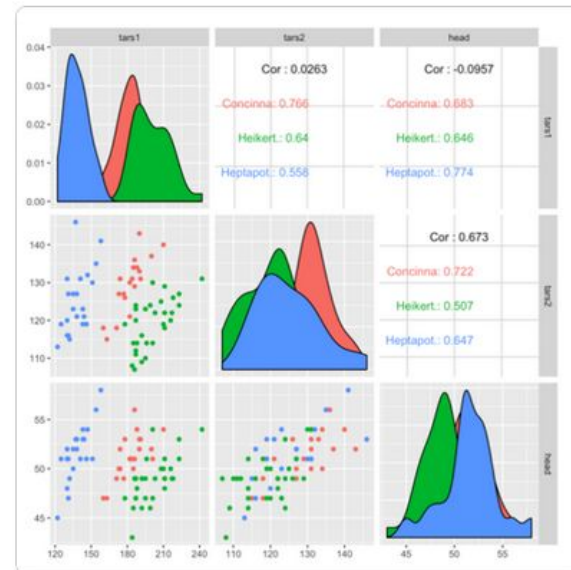 tars1
tars2
head
0.04
0.03
0.02
0.01
0.00
Cor : 0.0263
Concinna: 0.766
Heikert.: 0.64
Heptapot.: 0.558
Cor : -0.0957
Concinna: 0.683
Heikert.: 0.646
Heptapot.: 0.774
tars1
140
130
120
110
Cor : 0.673
Concinna: 0.722
Heikert.: 0.507
Heptapot.: 0.647
tars2
55
50
45
head
122 150 180 210 240
110 120 130 140
45 50 55